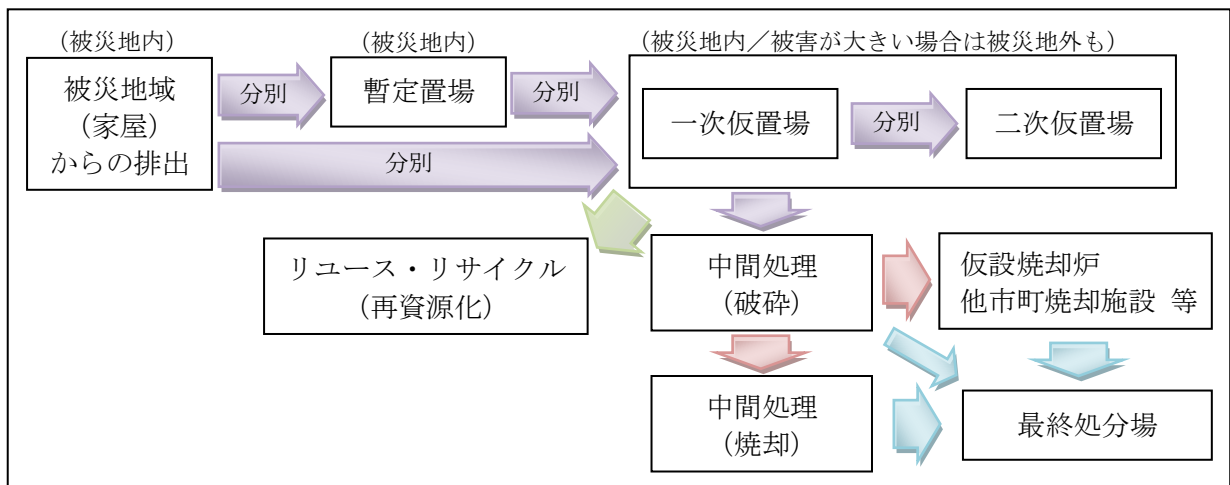 (被災地内)
(被災地内)
(被災地内/被害が大きい場合は被災地外も)
被災地域
(家屋)
からの排出
分別
暫定置場
分別
一次仮置場
分別
二次仮置場
分別
リユース・リサイクル
(再資源化)
中間処理
(破砕)
仮設焼却炉
他市町焼却施設 等
中間処理
(焼却)
最終処分場